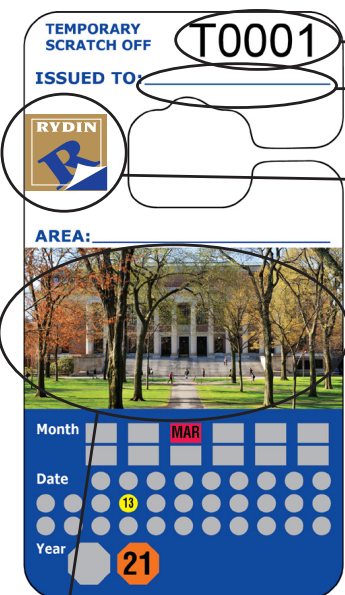 TEMPORARY
SCRATCH OFF
T0001
ISSUED TO:
RYDIN
R
AREA:
Month
MAR
Date
13
Year
21